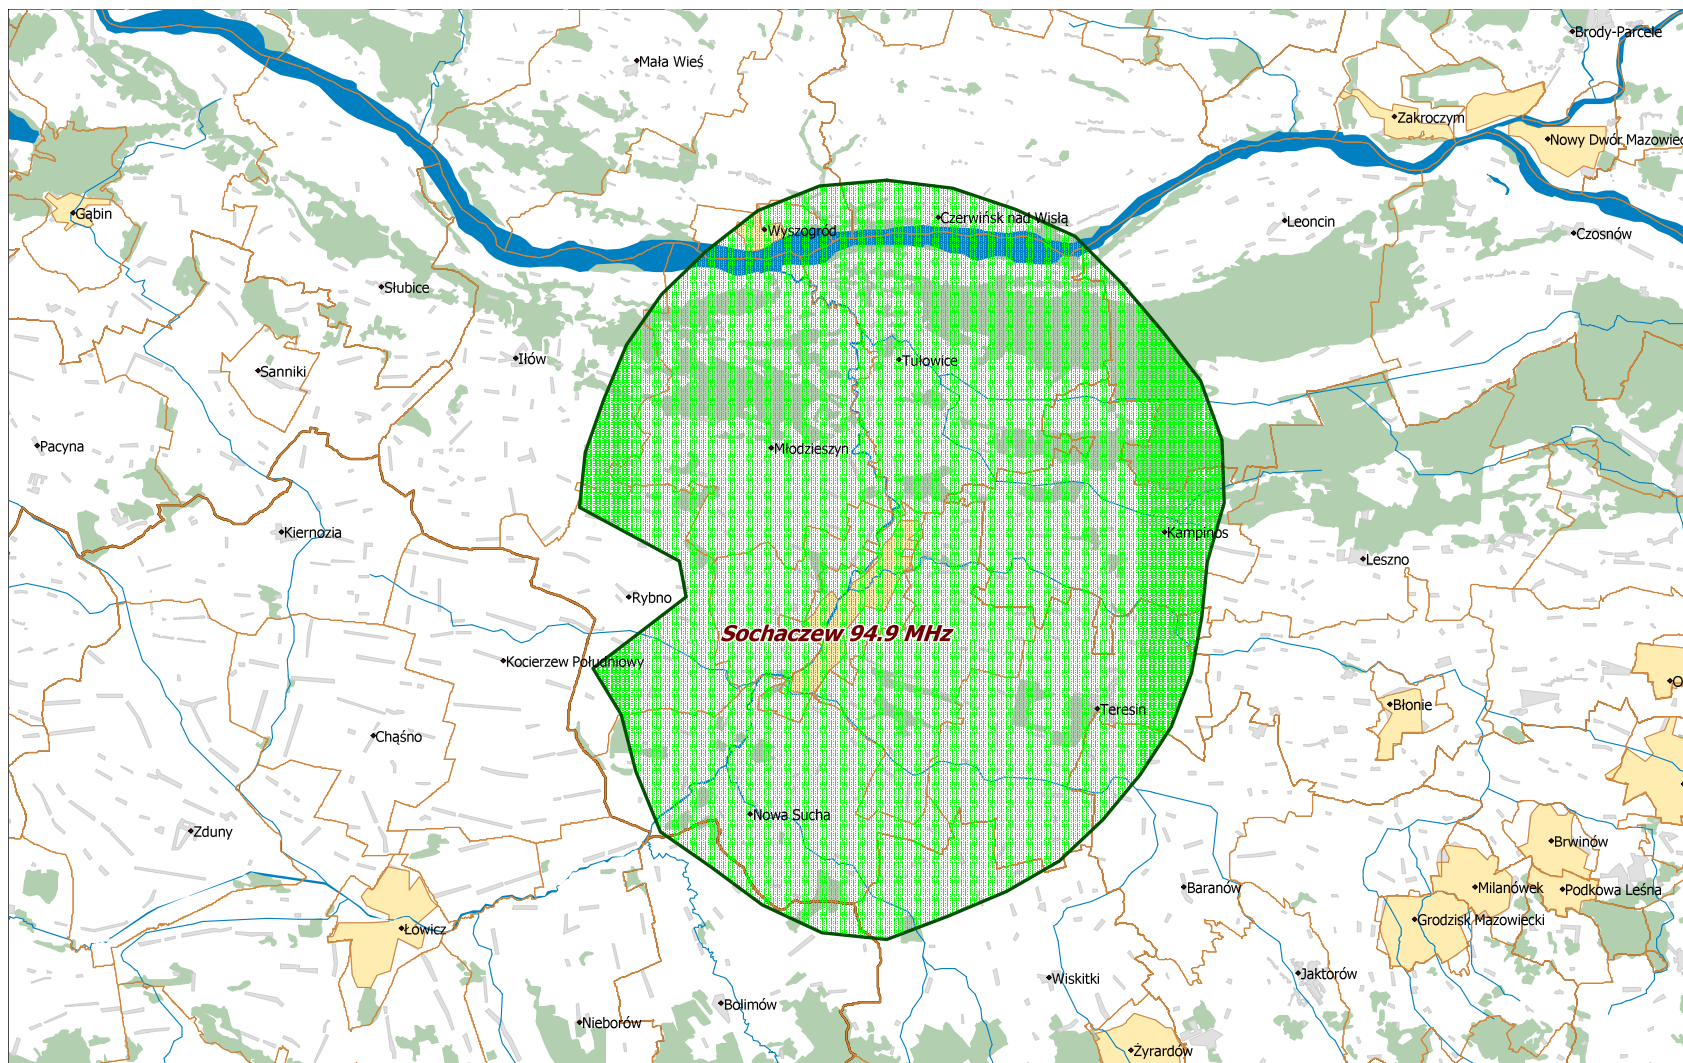 Brody-Parcele
Mała Wieś
Zakroczym
Nowy Dwór Mazowiec
Gąbin
Wyszogród
Czerwińsk nad Wisłą
Leoncin
Czosnów
Słubice
Iłów
Tułowice
Sanniki
Pacyna
Młodzieszyn
Kiernozia
Kampinos
Leszno
Rybno
Sochaczew 94.9 MHz
Kocierzew Południowy
Błonie
Teresin
Chąśno
Nowa Sucha
Zduny
Brwinów
Baranów
Milanówek
Podkowa Leśna
Grodzisk Mazowiecki
Łowicz
Wiskitki
Jaktorów
Bolimów
Nieborów
Żyrardów